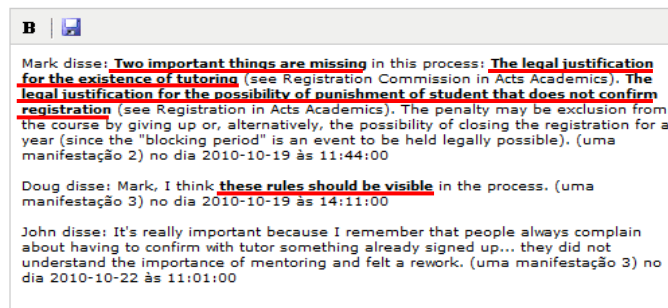 B
Mark disse: Two important things are missing in this process: The legal justification
for the existence of tutoring (see Registration Commission in Acts Academics). The
legal justification for the possibility of punishment of student that does not confirm
registration (see Registration in Acts Academics). The penalty may be exclusion from
the course by giving up or, alternatively, the possibility of closing the registration for a
year (since the "blocking period" is an event to be held legally possible). (uma
manifestação 2) no dia 2010-10-19 às 11:44:00
Doug disse: Mark, I think these rules should be visible in the process. (uma
manifestação 3) no dia 2010-10-19 às 14:11:00
John disse: It's really important because I remember that people always complain
about having to confirm with tutor something already signed up... they did not
understand the importance of mentoring and felt a rework. (uma manifestação 3) no
dia 2010-10-22 às 11:01:00